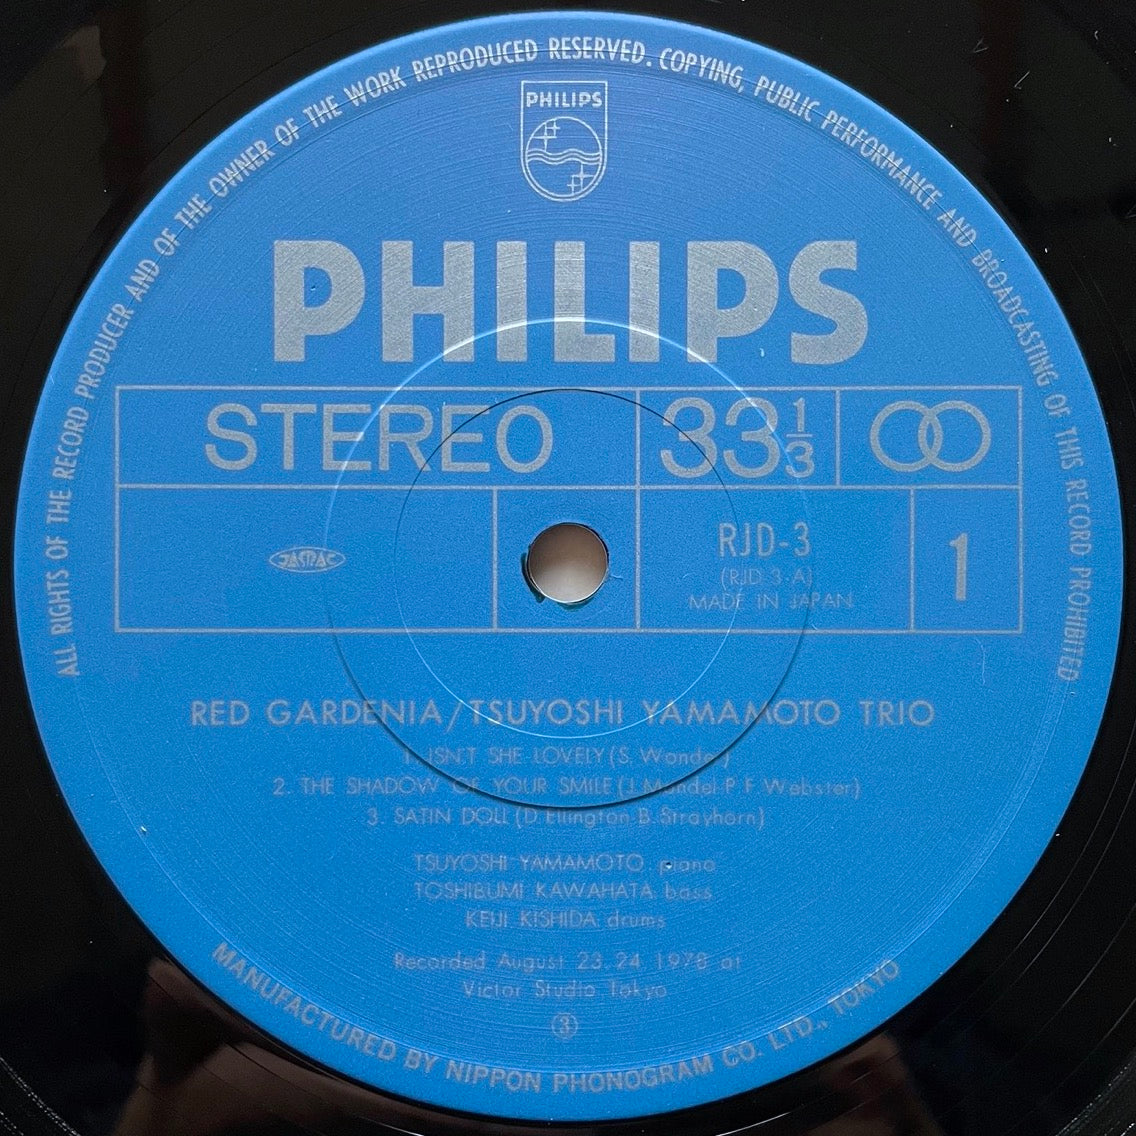 ALL RIGHTS OF THE RECORD PRODUCER AND OF THE OWNER OF THE WORK REPRODUCED RESERVED. COPYING, PUBLIC PERFORMANCE AND BROADCASTING OF THIS RECORD PROHIBITED
PHILIPS
PHILIPS
STEREO
33 1/3
JASRAC
RJD-3
(RJD 3-A)
MADE IN JAPAN
1
RED GARDENIA/TSUYOSHI YAMAMOTO TRIO
1. ISN'T SHE LOVELY (S. Wonder)
2. THE SHADOW OF YOUR SMILE (J. Mandel-P. F. Webster)
3. SATIN DOLL (D. Ellington-B. Strayhorn)
TSUYOSHI YAMAMOTO, piano
TOSHIBUMI KAWAHATA, bass
KEIJI KISHIDA, drums
Recorded August 23, 24, 1978 at
Victor Studio, Tokyo
③
MANUFACTURED BY NIPPON PHONOGRAM CO. LTD., TOKYO